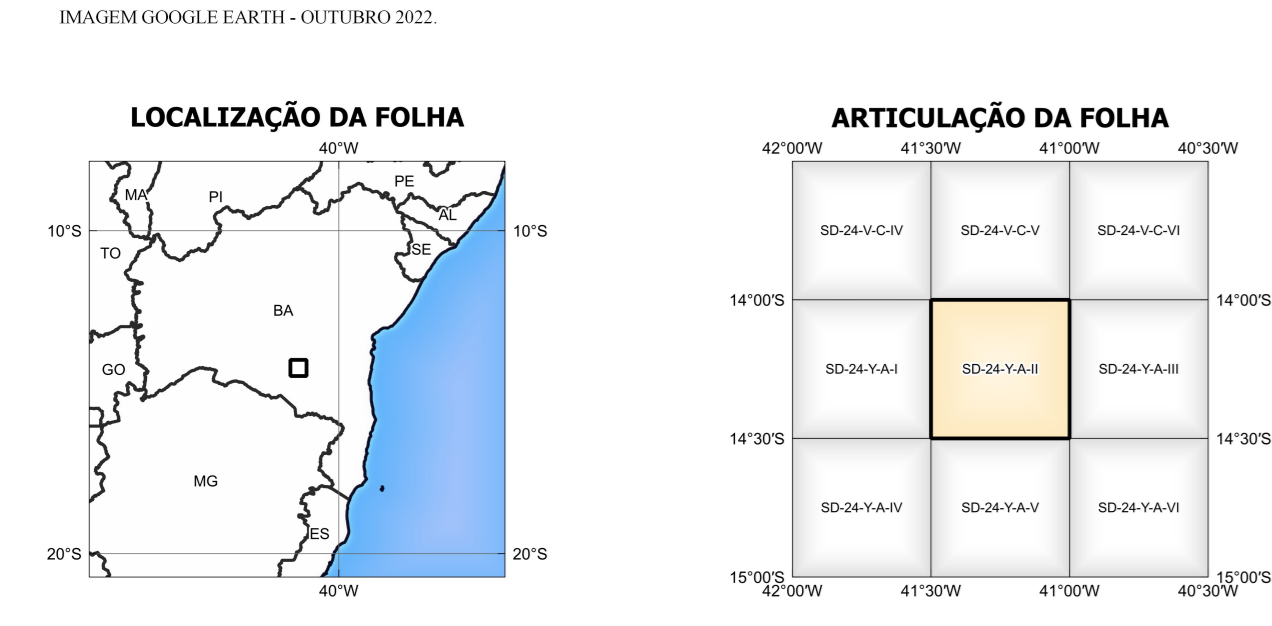 IMAGEM GOOGLE EARTH - OUTUBRO 2022.
LOCALIZAÇÃO DA FOLHA
40°W
MA
PI
PE
AL
10°S
10°S
TO
SE
BA
GO
MG
ES
20°S
20°S
40°W
ARTICULAÇÃO DA FOLHA
42°00'W 41°30'W 41°00'W 40°30'W
SD-24-V-C-IV SD-24-V-C-V SD-24-V-C-VI
14°00'S 14°00'S
SD-24-Y-A-I SD-24-Y-A-II SD-24-Y-A-III
14°30'S 14°30'S
SD-24-Y-A-IV SD-24-Y-A-V SD-24-Y-A-VI
15°00'S 15°00'S
42°00'W 41°30'W 41°00'W 40°30'W